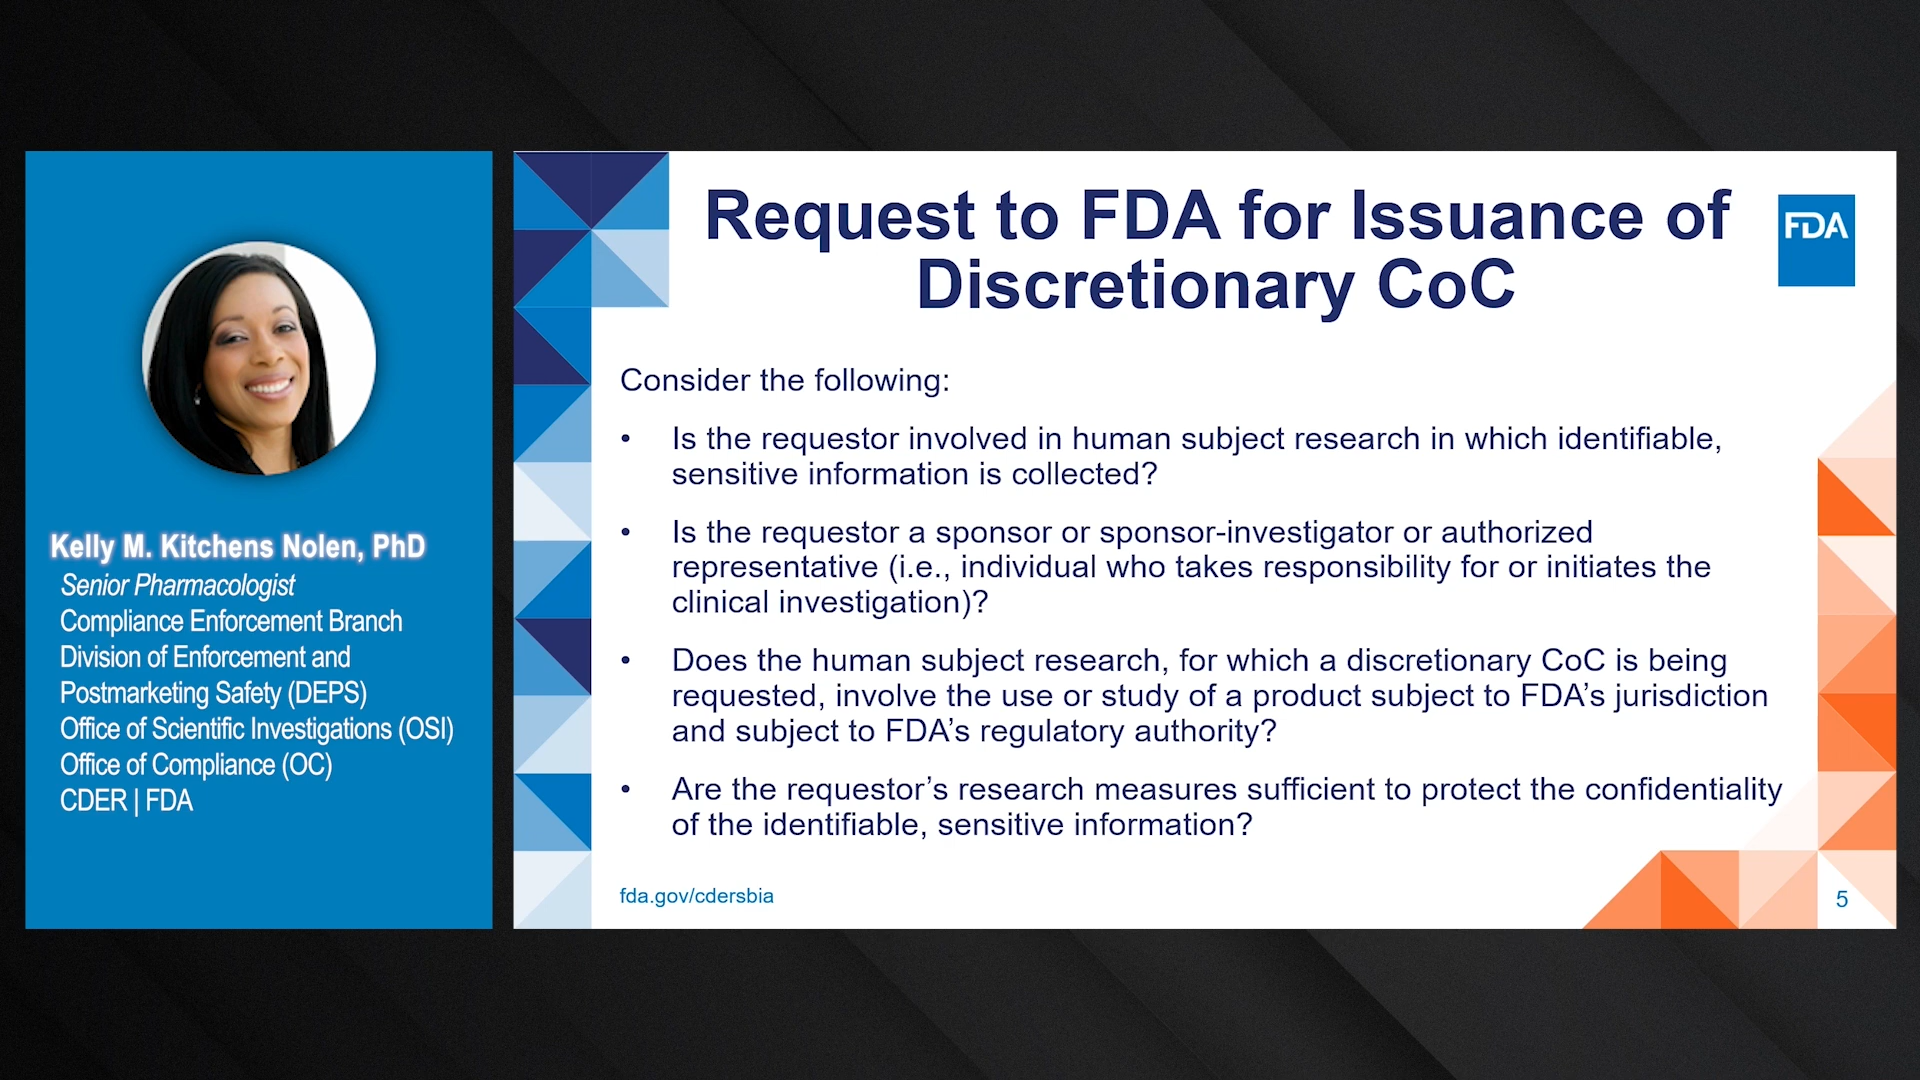 Kelly M. Kitchens Nolen, PhD
Senior Pharmacologist
Compliance Enforcement Branch
Division of Enforcement and
Postmarketing Safety (DEPS)
Office of Scientific Investigations (OSI)
Office of Compliance (OC)
CDER | FDA
Request to FDA for Issuance of
Discretionary CoC
FDA
Consider the following:
• Is the requestor involved in human subject research in which identifiable,
sensitive information is collected?
• Is the requestor a sponsor or sponsor-investigator or authorized
representative (i.e., individual who takes responsibility for or initiates the
clinical investigation)?
• Does the human subject research, for which a discretionary CoC is being
requested, involve the use or study of a product subject to FDA’s jurisdiction
and subject to FDA’s regulatory authority?
• Are the requestor’s research measures sufficient to protect the confidentiality
of the identifiable, sensitive information?
fda.gov/cdersbia
5